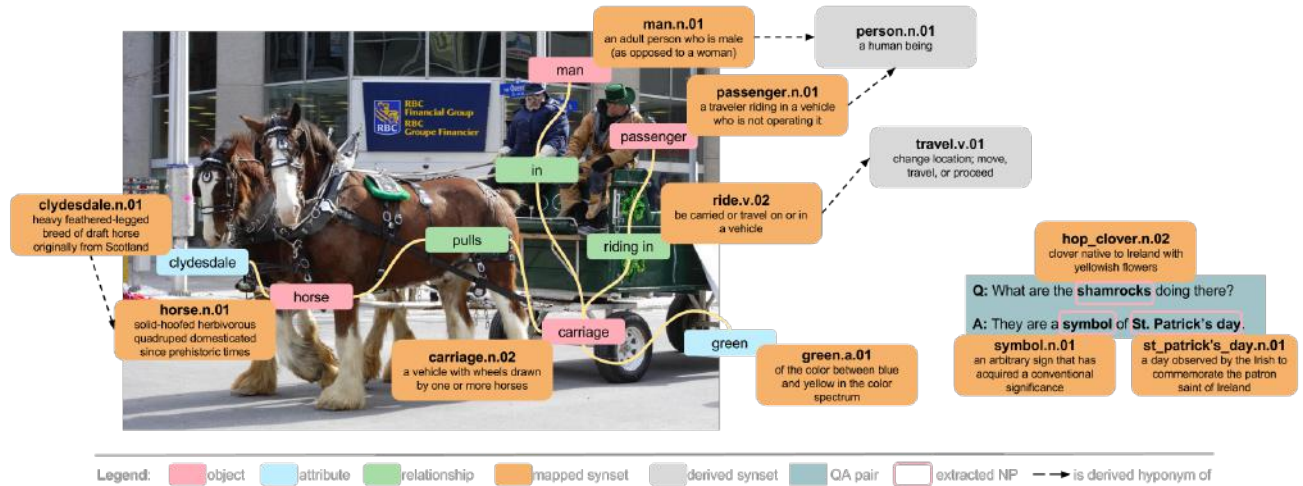 man.n.01
an adult person who is male
(as opposed to a woman)
person.n.01
a human being
man
passenger.n.01
a traveler riding in a vehicle
who is not operating it
RBC
Financial Group
RBC
Groupe Financier
RBC
passenger
travel.v.01
change location; move,
travel, or proceed
in
clydesdale.n.01
heavy feathered-legged
breed of draft horse
originally from Scotland
ride.v.02
be carried or travel on or in
a vehicle
pulls
riding in
hop_clover.n.02
clover native to Ireland with
yellowish flowers
clydesdale
horse
Q: What are the shamrocks doing there?
A: They are a symbol of St. Patrick's day.
horse.n.01
solid-hoofed herbivorous
quadruped domesticated
since prehistoric times
carriage
green
carriage.n.02
a vehicle with wheels drawn
by one or more horses
green.a.01
of the color between blue
and yellow in the color
spectrum
symbol.n.01
an arbitrary sign that has
acquired a conventional
significance
st_patrick's_day.n.01
a day observed by the Irish to
commemorate the patron
saint of Ireland
Legend: object attribute relationship mapped synset derived synset QA pair extracted NP is derived hyponym of